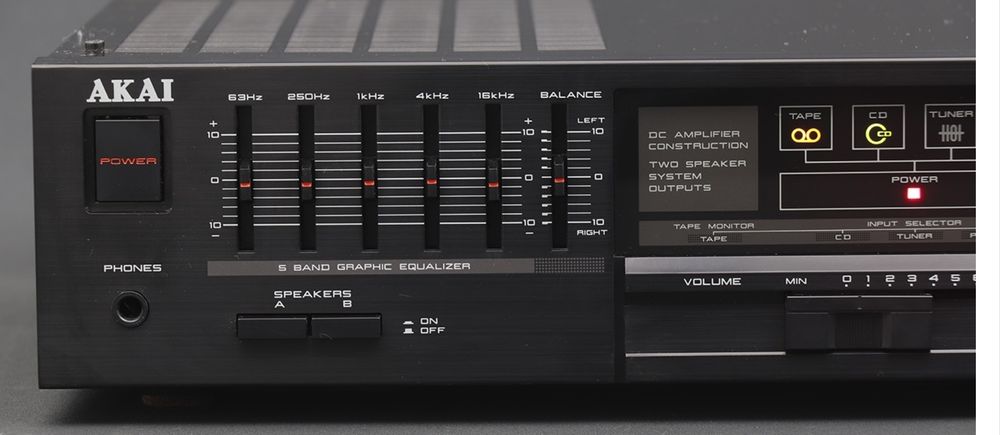 AKAI
POWER
PHONES
63Hz 250Hz 1kHz 4kHz 16kHz BALANCE
+ + LEFT
10 10 10
0 0 0
10 10 10
− − RIGHT
5 BAND GRAPHIC EQUALIZER
SPEAKERS
A B
ON
OFF
DC AMPLIFIER
CONSTRUCTION
TWO SPEAKER
SYSTEM
OUTPUTS
TAPE CD TUNER
POWER
TAPE MONITOR INPUT SELECTOR
TAPE CD TUNER
VOLUME MIN 0 1 2 3 4 5